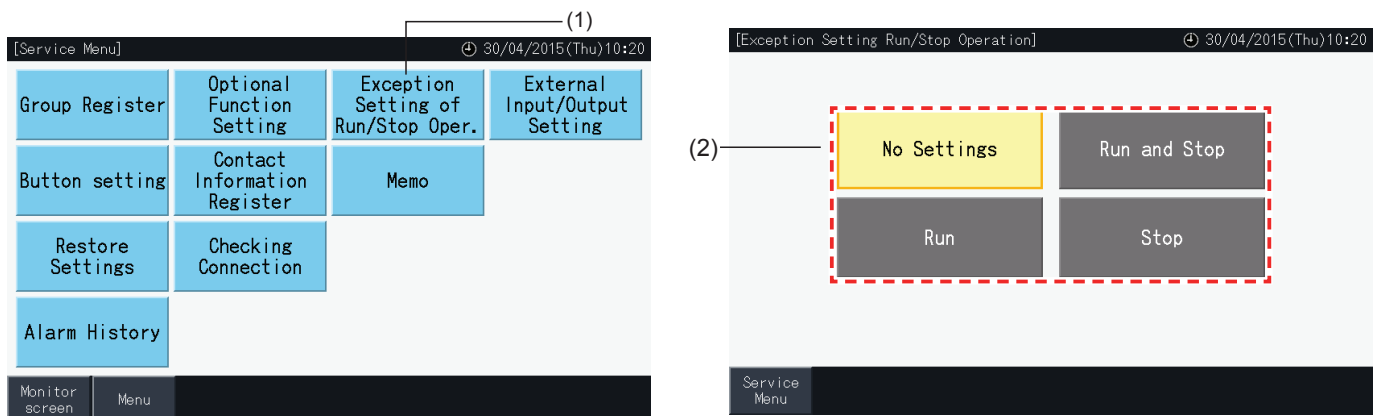 (1)
[Service Menu] 30/04/2015(Thu)10:20
Group Register
Optional
Function
Setting
Exception
Setting of
Run/Stop Oper.
External
Input/Output
Setting
Button setting
Contact
Information
Register
Memo
Restore
Settings
Checking
Connection
Alarm History
Monitor
screen
Menu
[Exception Setting Run/Stop Operation] 30/04/2015(Thu)10:20
(2)
No Settings
Run and Stop
Run
Stop
Service
Menu